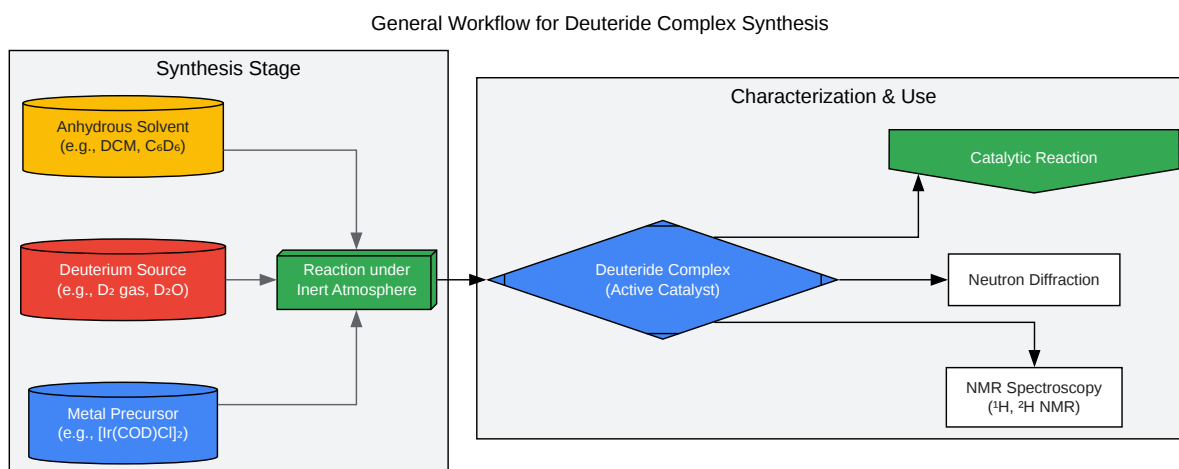 General Workflow for Deuteride Complex Synthesis
Synthesis Stage
Anhydrous Solvent
(e.g., DCM, C₆D₆)
Deuterium Source
(e.g., D₂ gas, D₂O)
Metal Precursor
(e.g., [Ir(COD)Cl]₂)
Reaction under
Inert Atmosphere
Characterization & Use
Deuteride Complex
(Active Catalyst)
Catalytic Reaction
Neutron Diffraction
NMR Spectroscopy
(¹H, ²H NMR)